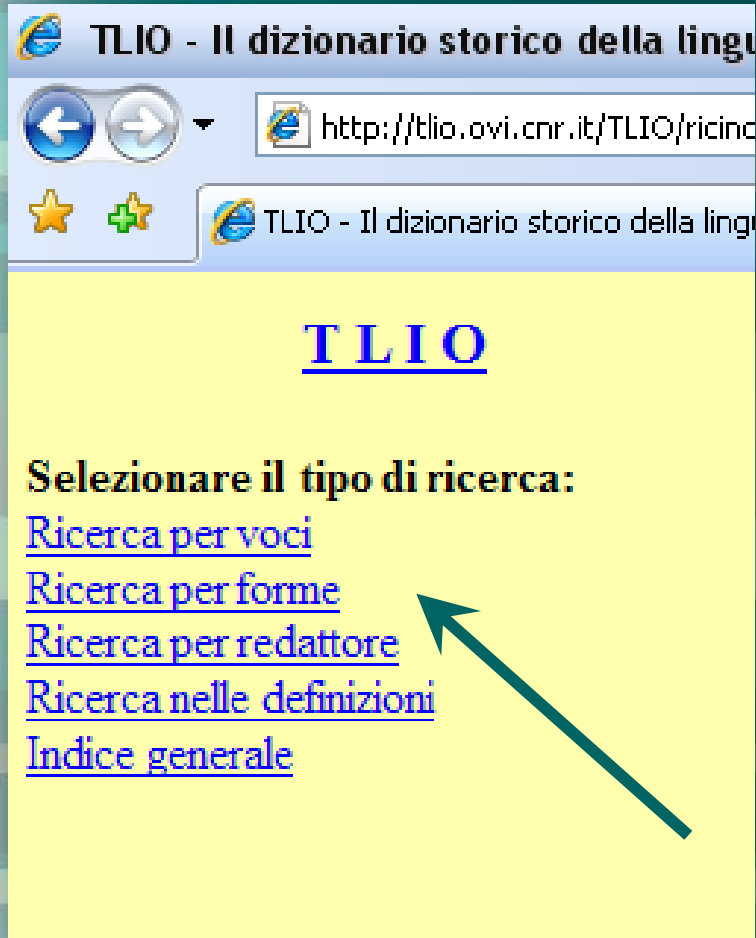 TLIO - Il dizionario storico della lingu
http://tlio.ovi.cnr.it/TLIO/ricinc
TLIO - Il dizionario storico della lingu
T L I O
Selezionare il tipo di ricerca:
Ricerca per voci
Ricerca per forme
Ricerca per redattore
Ricerca nelle definizioni
Indice generale